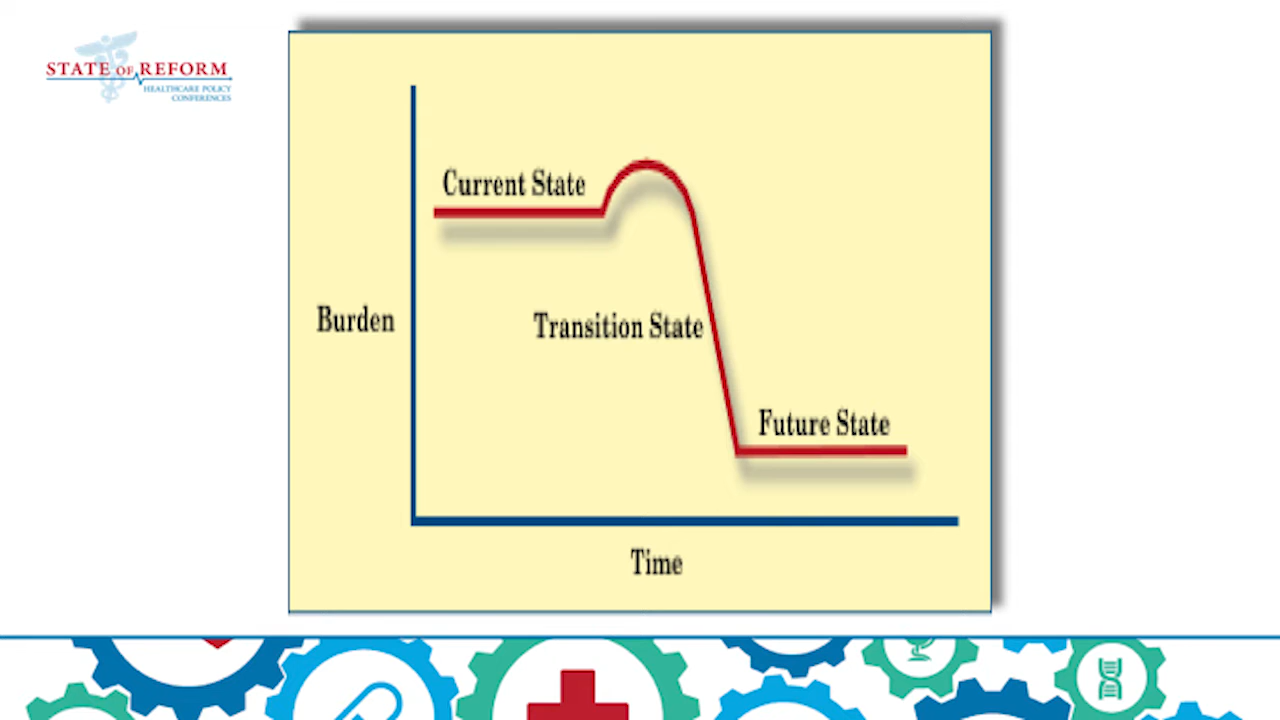 STATE OF REFORM
HEALTHCARE POLICY
CONFERENCES
Current State
Burden
Transition State
Future State
Time